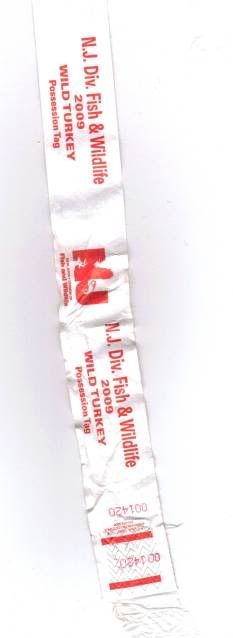 N.J. Div. Fish & Wildlife
2009
WILD TURKEY
Possession Tag
Fish and Wildlife
N.J. Div. Fish & Wildlife
2009
WILD TURKEY
Possession Tag
001420
001420